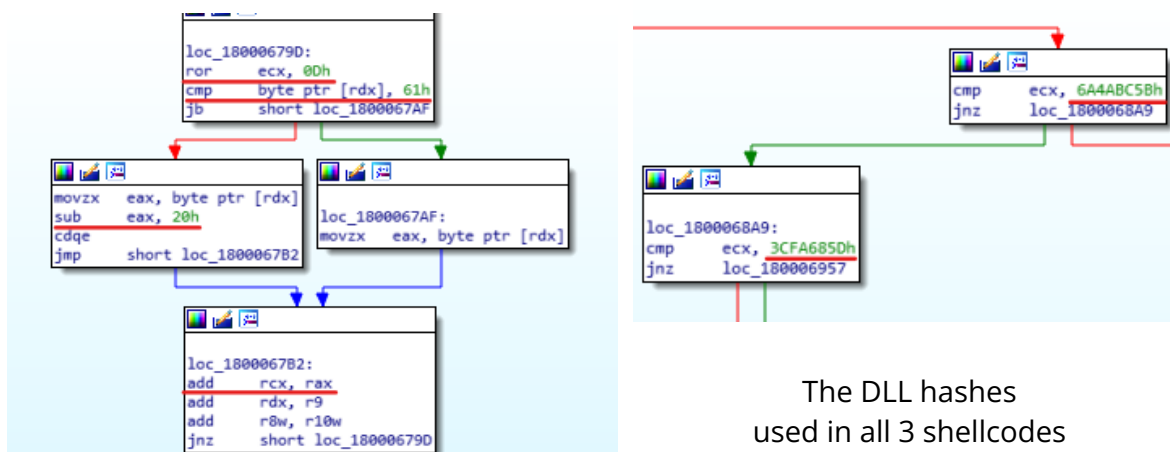 loc_18000679D:
ror ecx, 0Dh
cmp byte ptr [rdx], 61h
jb short loc_1800067AF
movzx eax, byte ptr [rdx]
sub eax, 20h
cdqe
jmp short loc_1800067B2
loc_1800067AF:
movzx eax, byte ptr [rdx]
loc_1800067B2:
add rcx, rax
add rdx, r9
add r8w, r10w
jnz short loc_18000679D
cmp ecx, 6A4ABC5Bh
jnz loc_1800068A9
loc_1800068A9:
cmp ecx, 3CFA685Dh
jnz loc_180006957
The DLL hashes
used in all 3 shellcodes